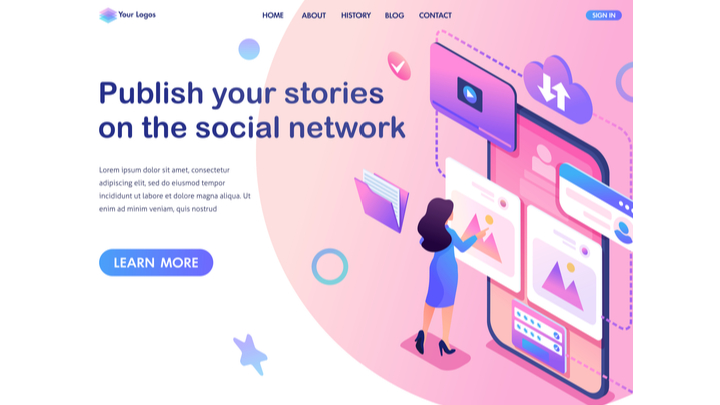 Your Logos
HOME ABOUT HISTORY BLOG CONTACT
SIGN IN
Publish your stories
on the social network
Lorem ipsum dolor sit amet, consectetur
adipiscing elit, sed do eiusmod tempor
incididunt ut labore et dolore magna aliqua. Ut
enim ad minim veniam, quis nostrud
LEARN MORE